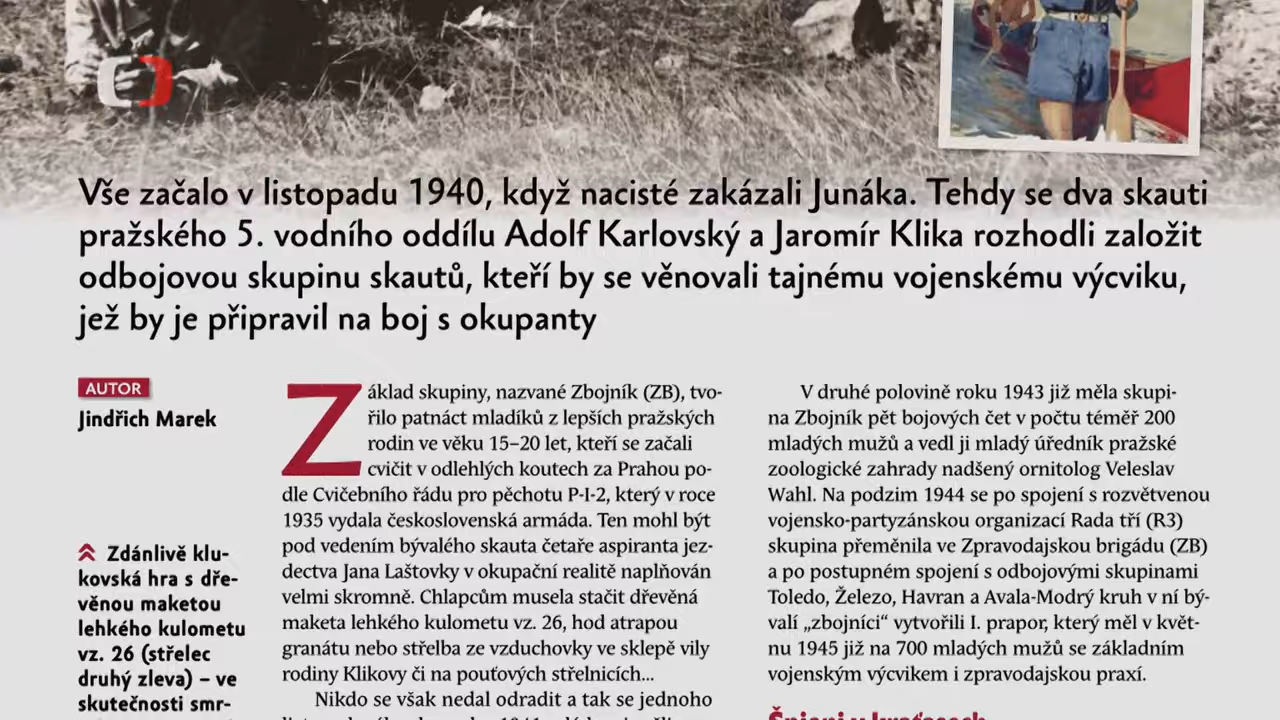 Vše začalo v listopadu 1940, když nacisté zakázali Junáka. Tehdy se dva skauti
pražského 5. vodního oddílu Adolf Karlovský a Jaromír Klika rozhodli založit
odbojovou skupinu skautů, kteří by se věnovali tajnému vojenskému výcviku,
jež by je připravil na boj s okupanty
AUTOR
Jindřich Marek
Zdánlivě klu-
kovská hra s dře-
věnou maketou
lehkého kulometu
vz. 26 (střelec
druhý zleva) – ve
skutečnosti smr-
Základ skupiny, nazvané Zbojník (ZB), tvo-
řilo patnáct mladíků z lepších pražských
rodin ve věku 15–20 let, kteří se začali
cvičit v odlehlých koutech za Prahou po-
dle Cvičebního řádu pro pěchotu P-I-2, který v roce
1935 vydala československá armáda. Ten mohl být
pod vedením bývalého skauta četaře aspiranta jez-
dectva Jana Laštovky v okupační realitě naplňován
velmi skromně. Chlapcům musela stačit dřevěná
maketa lehkého kulometu vz. 26, hod atrapou
granátu nebo střelba ze vzduchovky ve sklepě vily
rodiny Klikovy či na pouťových střelnicích...
Nikdo se však nedal odradit a tak se jednoho
V druhé polovině roku 1943 již měla skupi-
na Zbojník pět bojových čet v počtu téměř 200
mladých mužů a vedl ji mladý úředník pražské
zoologické zahrady nadšený ornitolog Veleslav
Wahl. Na podzim 1944 se po spojení s rozvětvenou
vojensko-partyzánskou organizací Rada tří (R3)
skupina přeměnila ve Zpravodajskou brigádu (ZB)
a po postupném spojení s odbojovými skupinami
Toledo, Železo, Havran a Avala-Modrý kruh v ní bý-
valí „zbojníci“ vytvořili I. prapor, který měl v květ-
nu 1945 již na 700 mladých mužů se základním
vojenským výcvikem i zpravodajskou praxí.